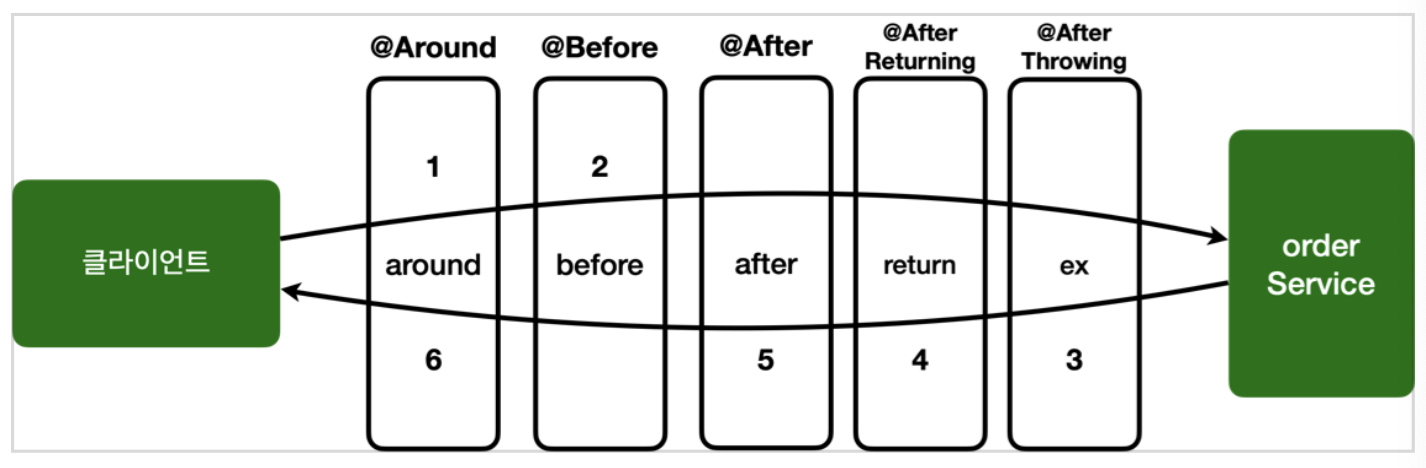 @Around
@Before
@After
@After
Returning
@After
Throwing
1
2
클라이언트
around
before
after
return
ex
order
Service
6
5
4
3